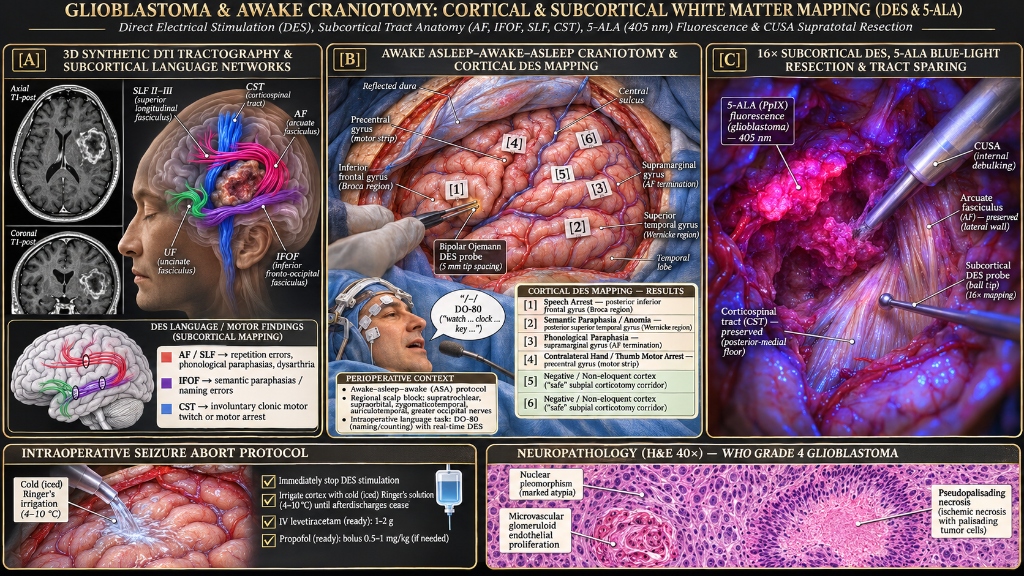 GLIOBLASTOMA & AWAKE CRANIOTOMY: CORTICAL & SUBCORTICAL WHITE MATTER MAPPING (DES & 5-ALA)
Direct Electrical Stimulation (DES), Subcortical Tract Anatomy (AF, IFOF, SLF, CST), 5-ALA (405 nm) Fluorescence & CUSA Supratotal Resection
[A]
3D SYNTHETIC DTI TRACTOGRAPHY &
SUBCORTICAL LANGUAGE NETWORKS
Axial
T1-post
SLF II–III
(superior
longitudinal
fasciculus)
CST
(corticospinal
tract)
AF
(arcuate
fasciculus)
Coronal
T1-post
UF
(uncinate
fasciculus)
IFOF
(inferior
fronto-occipital
fasciculus)
DES LANGUAGE / MOTOR FINDINGS
(SUBCORTICAL MAPPING)
AF / SLF → repetition errors,
phonological paraphasias, dysarthria
IFOF → semantic paraphasias /
naming errors
CST → involuntary clonic motor
twitch or motor arrest
[B]
AWAKE ASLEEP–AWAKE–ASLEEP CRANIOTOMY &
CORTICAL DES MAPPING
Reflected dura
Central
sulcus
Precentral
gyrus
(motor strip)
Inferior
frontal gyrus
(Broca region)
[4]
[6]
[5]
[1]
[3]
[2]
Supramarginal
gyrus
(AF termination)
Superior
temporal gyrus
(Wernicke region)
Temporal
lobe
Bipolar Ojemann
DES probe
(5 mm tip spacing)
"/–/
DO-80
("watch ... clock ...
key ...")
CORTICAL DES MAPPING — RESULTS
[1] Speech Arrest — posterior inferior
frontal gyrus (Broca region)
[2] Semantic Paraphasia / Anomia —
posterior superior temporal gyrus (Wernicke region)
[3] Phonological Paraphasia —
supramarginal gyrus (AF termination)
[4] Contralateral Hand / Thumb Motor Arrest —
precentral gyrus (motor strip)
[5] Negative / Non-eloquent cortex
("safe" subpial corticotomy corridor)
[6] Negative / Non-eloquent cortex
("safe" subpial corticotomy corridor)
PERIOPERATIVE CONTEXT
• Awake–asleep–awake (ASA) protocol
• Regional scalp block: supratrochlear,
supraorbital, zygomaticotemporal,
auriculotemporal, greater occipital nerves
• Intraoperative language task: DO-80
(naming/counting) with real-time DES
[C]
16× SUBCORTICAL DES, 5-ALA BLUE-LIGHT
RESECTION & TRACT SPARING
5-ALA (PpIX)
fluorescence
(glioblastoma)
— 405 nm
CUSA
(internal
debulking)
Arcuate
fasciculus
(AF) — preserved
(lateral wall)
Subcortical
DES probe
(ball tip)
(16× mapping)
Corticospinal
tract (CST) —
preserved
(posterior-medial
floor)
INTRAOPERATIVE SEIZURE ABORT PROTOCOL
Cold (iced)
Ringer's
irrigation
(4–10 °C)
Immediately stop DES stimulation
Irrigate cortex with cold (iced) Ringer's solution
(4–10 °C) until afterdischarges cease
IV levetiracetam (ready): 1–2 g
Propofol (ready): bolus 0.5–1 mg/kg (if needed)
NEUROPATHOLOGY (H&E 40×) — WHO GRADE 4 GLIOBLASTOMA
Nuclear
pleomorphism
(marked atypia)
Microvascular
glomeruloid
endothelial
proliferation
Pseudopalisading
necrosis
(ischemic necrosis
with palisading
tumor cells)